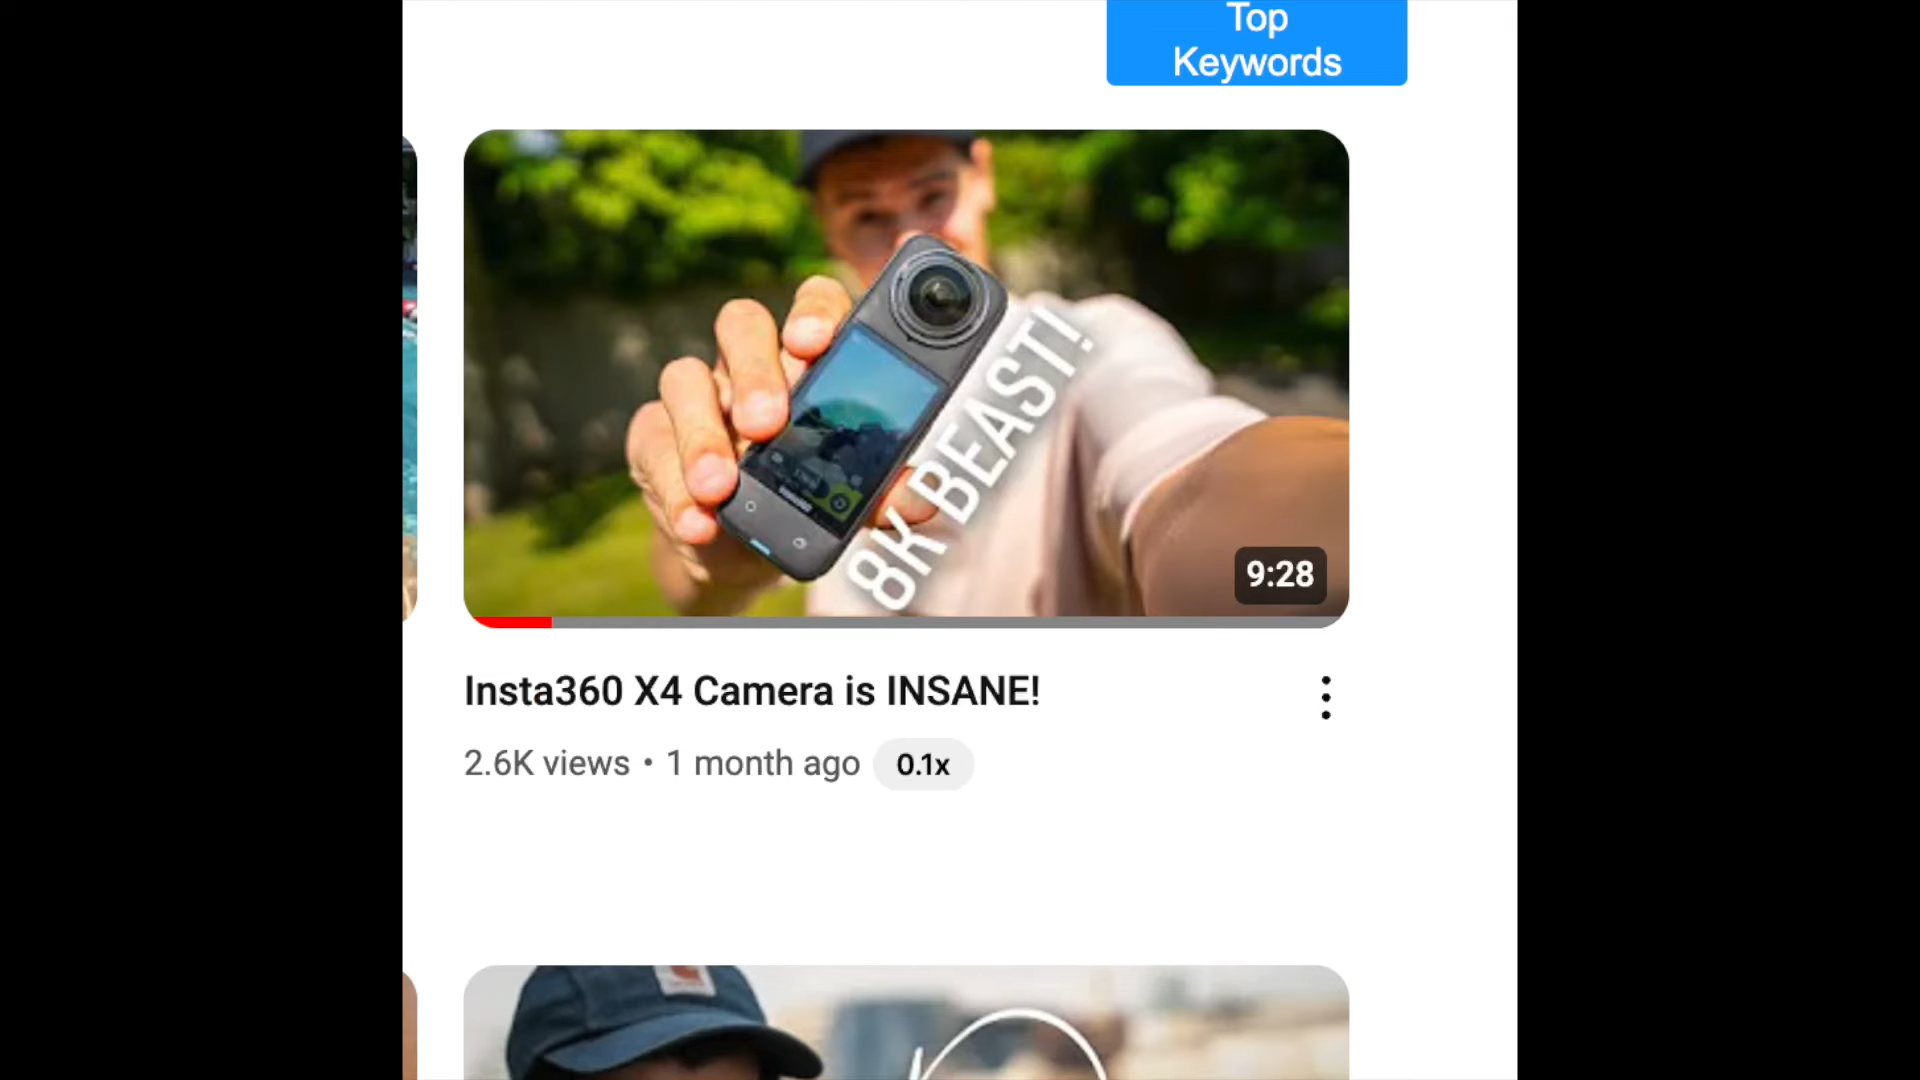 Top
Keywords
8K BEAST!
9:28
Insta360 X4 Camera is INSANE!
2.6K views • 1 month ago 0.1x